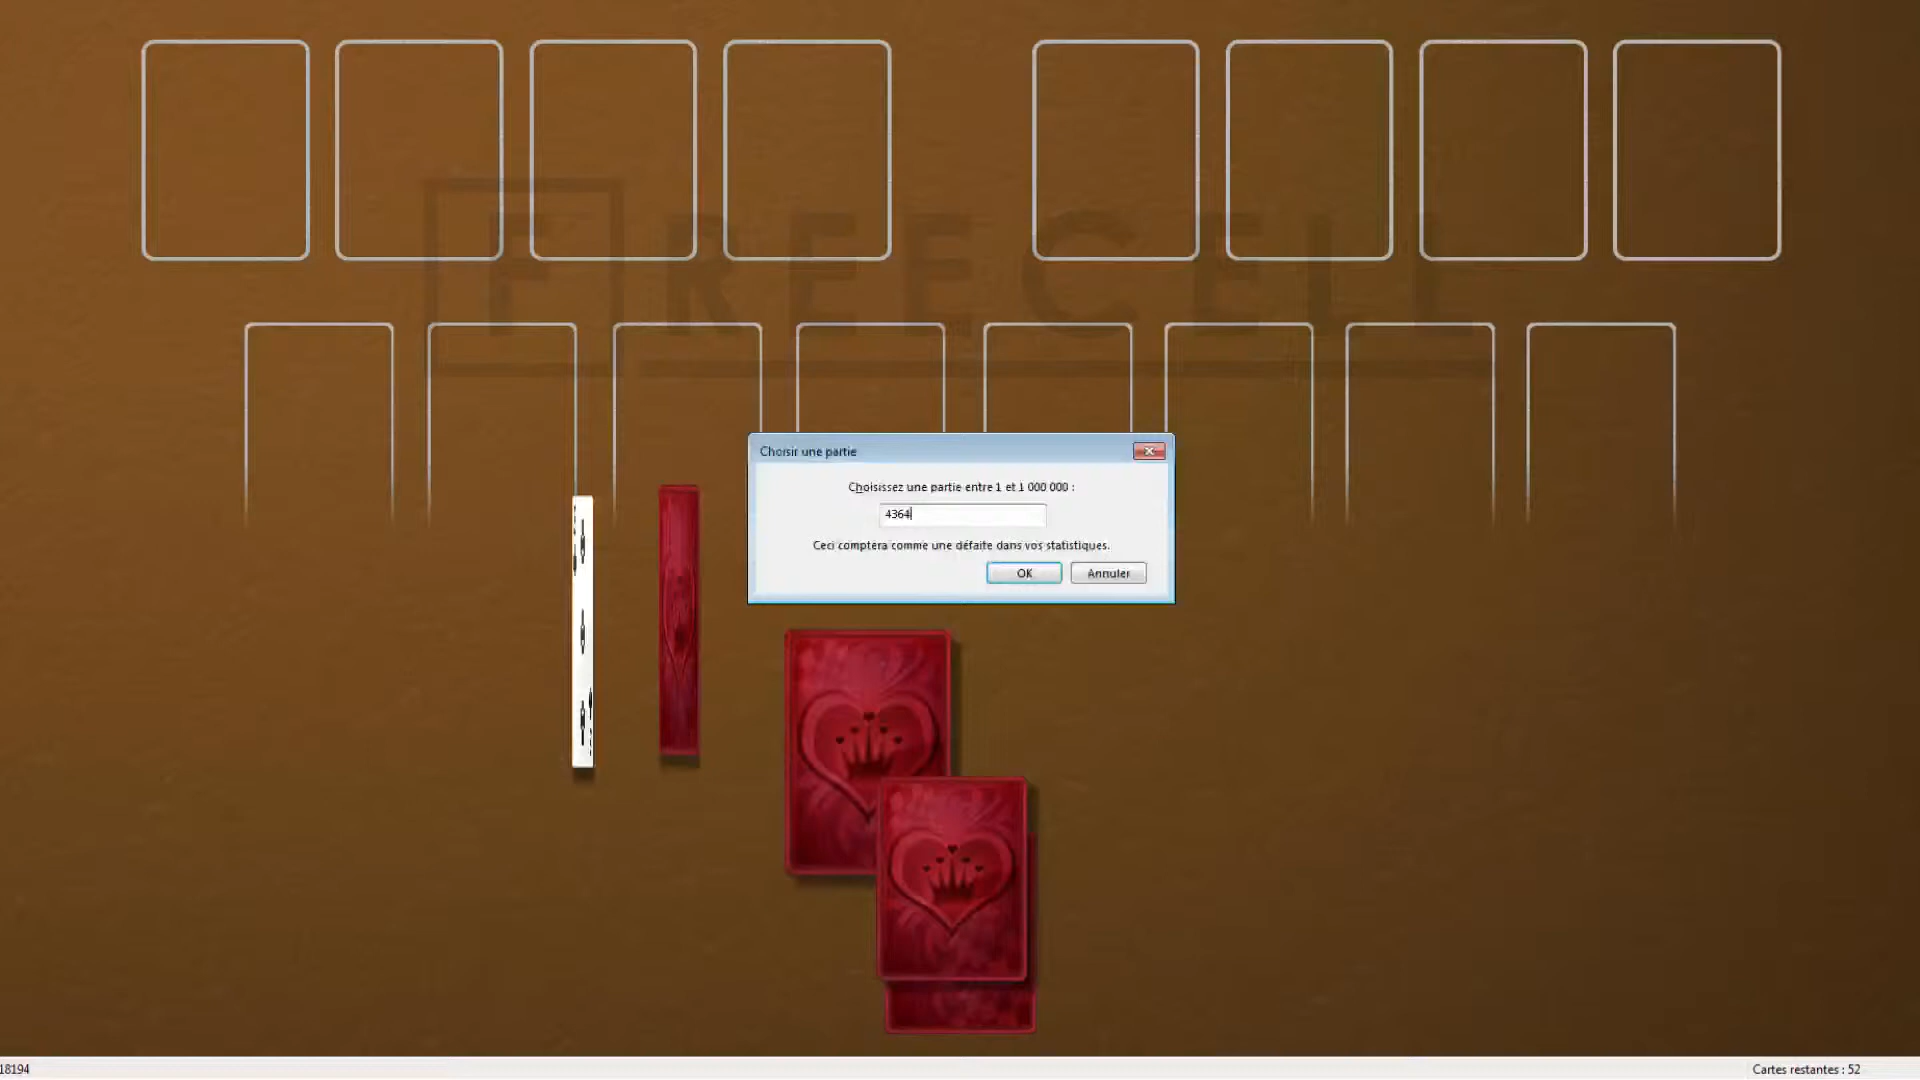 FREECELL
Choisir une partie
Choisissez une partie entre 1 et 1 000 000 :
4364
Ceci comptera comme une défaite dans vos statistiques.
OK
Annuler
18194
Cartes restantes : 52